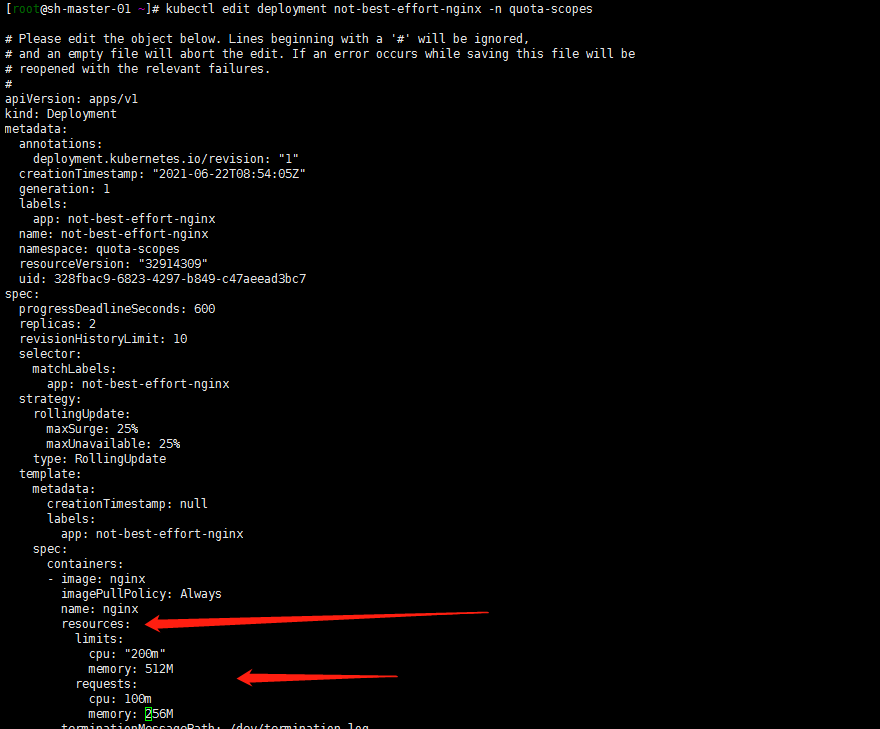 [root@sh-master-01 ~]# kubectl edit deployment not-best-effort-nginx -n quota-scopes
# Please edit the object below. Lines beginning with a '#' will be ignored,
# and an empty file will abort the edit. If an error occurs while saving this file will be
# reopened with the relevant failures.
#
apiVersion: apps/v1
kind: Deployment
metadata:
  annotations:
    deployment.kubernetes.io/revision: "1"
  creationTimestamp: "2021-06-22T08:54:05Z"
  generation: 1
  labels:
    app: not-best-effort-nginx
  name: not-best-effort-nginx
  namespace: quota-scopes
  resourceVersion: "32914309"
  uid: 328fbac9-6823-4297-b849-c47aeead3bc7
spec:
  progressDeadlineSeconds: 600
  replicas: 2
  revisionHistoryLimit: 10
  selector:
    matchLabels:
      app: not-best-effort-nginx
  strategy:
    rollingUpdate:
      maxSurge: 25%
      maxUnavailable: 25%
    type: RollingUpdate
  template:
    metadata:
      creationTimestamp: null
      labels:
        app: not-best-effort-nginx
    spec:
      containers:
      - image: nginx
        imagePullPolicy: Always
        name: nginx
        resources:
          limits:
            cpu: "200m"
            memory: 512M
          requests:
            cpu: 100m
            memory: 256M
        terminationMessagePath: /dev/termination-log